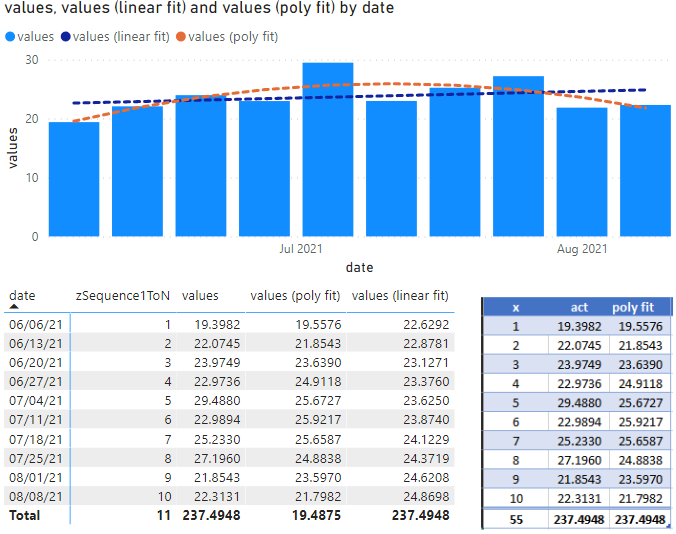 values, values (linear fit) and values (poly fit) by date
values values (linear fit) values (poly fit)
30
20
10
0
values
Jul 2021 Aug 2021
date
date zSequence1ToN values values (poly fit) values (linear fit)
06/06/21 1 19.3982 19.5576 22.6292
06/13/21 2 22.0745 21.8543 22.8781
06/20/21 3 23.9749 23.6390 23.1271
06/27/21 4 22.9736 24.9118 23.3760
07/04/21 5 29.4880 25.6727 23.6250
07/11/21 6 22.9894 25.9217 23.8740
07/18/21 7 25.2330 25.6587 24.1229
07/25/21 8 27.1960 24.8838 24.3719
08/01/21 9 21.8543 23.5970 24.6208
08/08/21 10 22.3131 21.7982 24.8698
Total 11 237.4948 19.4875 237.4948
x act poly fit
1 19.3982 19.5576
2 22.0745 21.8543
3 23.9749 23.6390
4 22.9736 24.9118
5 29.4880 25.6727
6 22.9894 25.9217
7 25.2330 25.6587
8 27.1960 24.8838
9 21.8543 23.5970
10 22.3131 21.7982
55 237.4948 237.4948